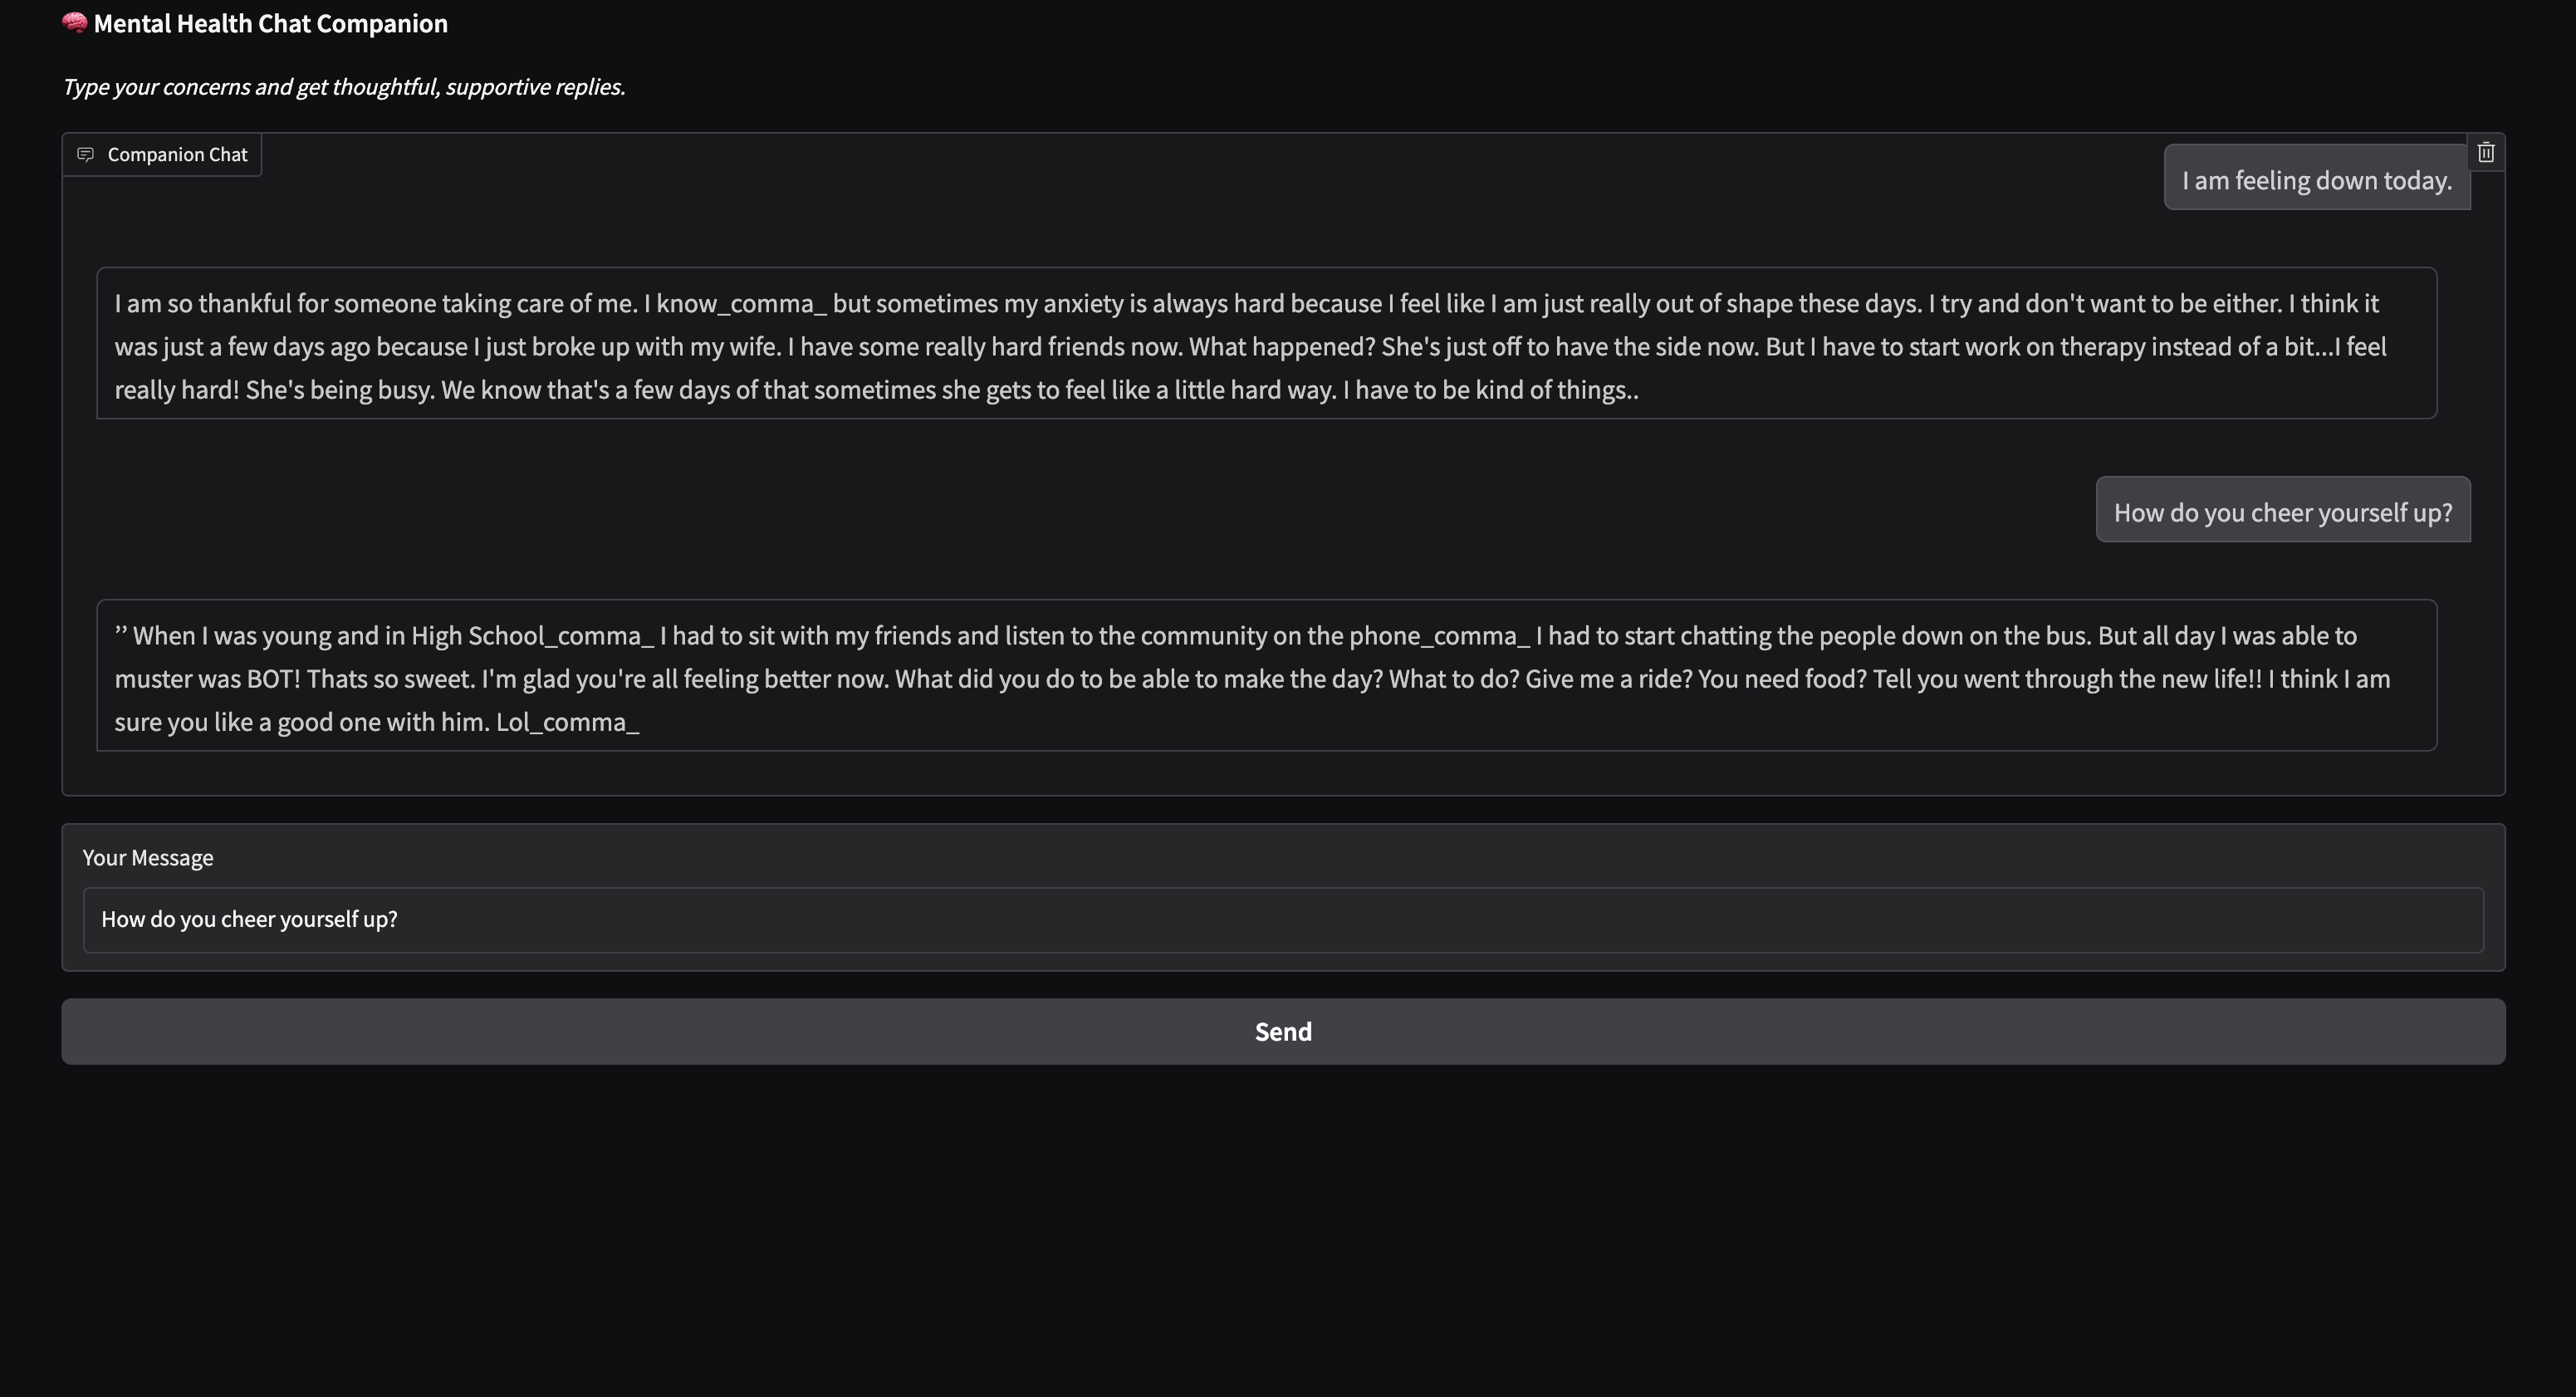 🧠 Mental Health Chat Companion
Type your concerns and get thoughtful, supportive replies.
Companion Chat
I am feeling down today.
I am so thankful for someone taking care of me. I know_comma_ but sometimes my anxiety is always hard because I feel like I am just really out of shape these days. I try and don't want to be either. I think it
was just a few days ago because I just broke up with my wife. I have some really hard friends now. What happened? She's just off to have the side now. But I have to start work on therapy instead of a bit...I feel
really hard! She's being busy. We know that's a few days of that sometimes she gets to feel like a little hard way. I have to be kind of things..
How do you cheer yourself up?
’’ When I was young and in High School_comma_ I had to sit with my friends and listen to the community on the phone_comma_ I had to start chatting the people down on the bus. But all day I was able to
muster was BOT! Thats so sweet. I'm glad you're all feeling better now. What did you do to be able to make the day? What to do? Give me a ride? You need food? Tell you went through the new life!! I think I am
sure you like a good one with him. Lol_comma_
Your Message
How do you cheer yourself up?
Send